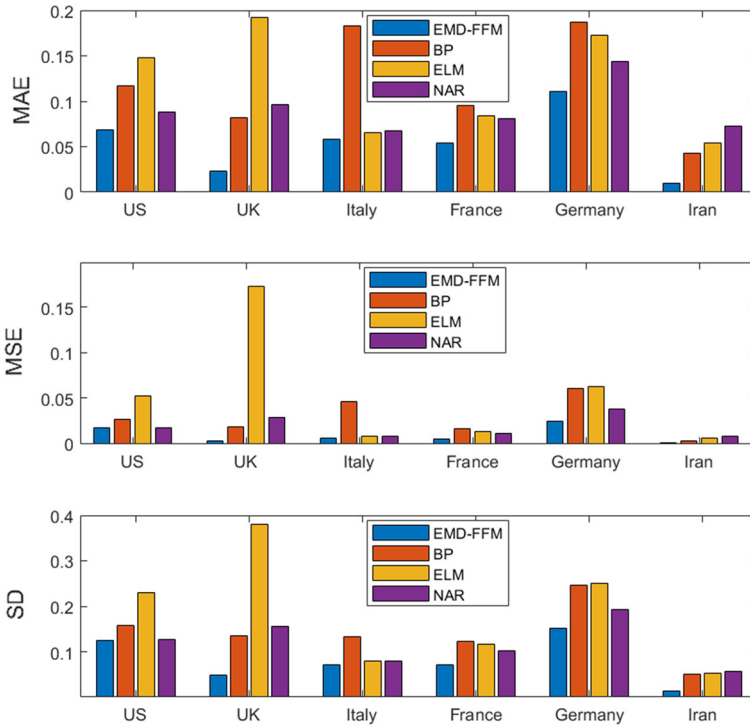 MAE
0.2
0.15
0.1
0.05
0
EMD-FFM
BP
ELM
NAR
US UK Italy France Germany Iran
MSE
0.15
0.1
0.05
0
EMD-FFM
BP
ELM
NAR
US UK Italy France Germany Iran
SD
0.4
0.3
0.2
0.1
EMD-FFM
BP
ELM
NAR
US UK Italy France Germany Iran